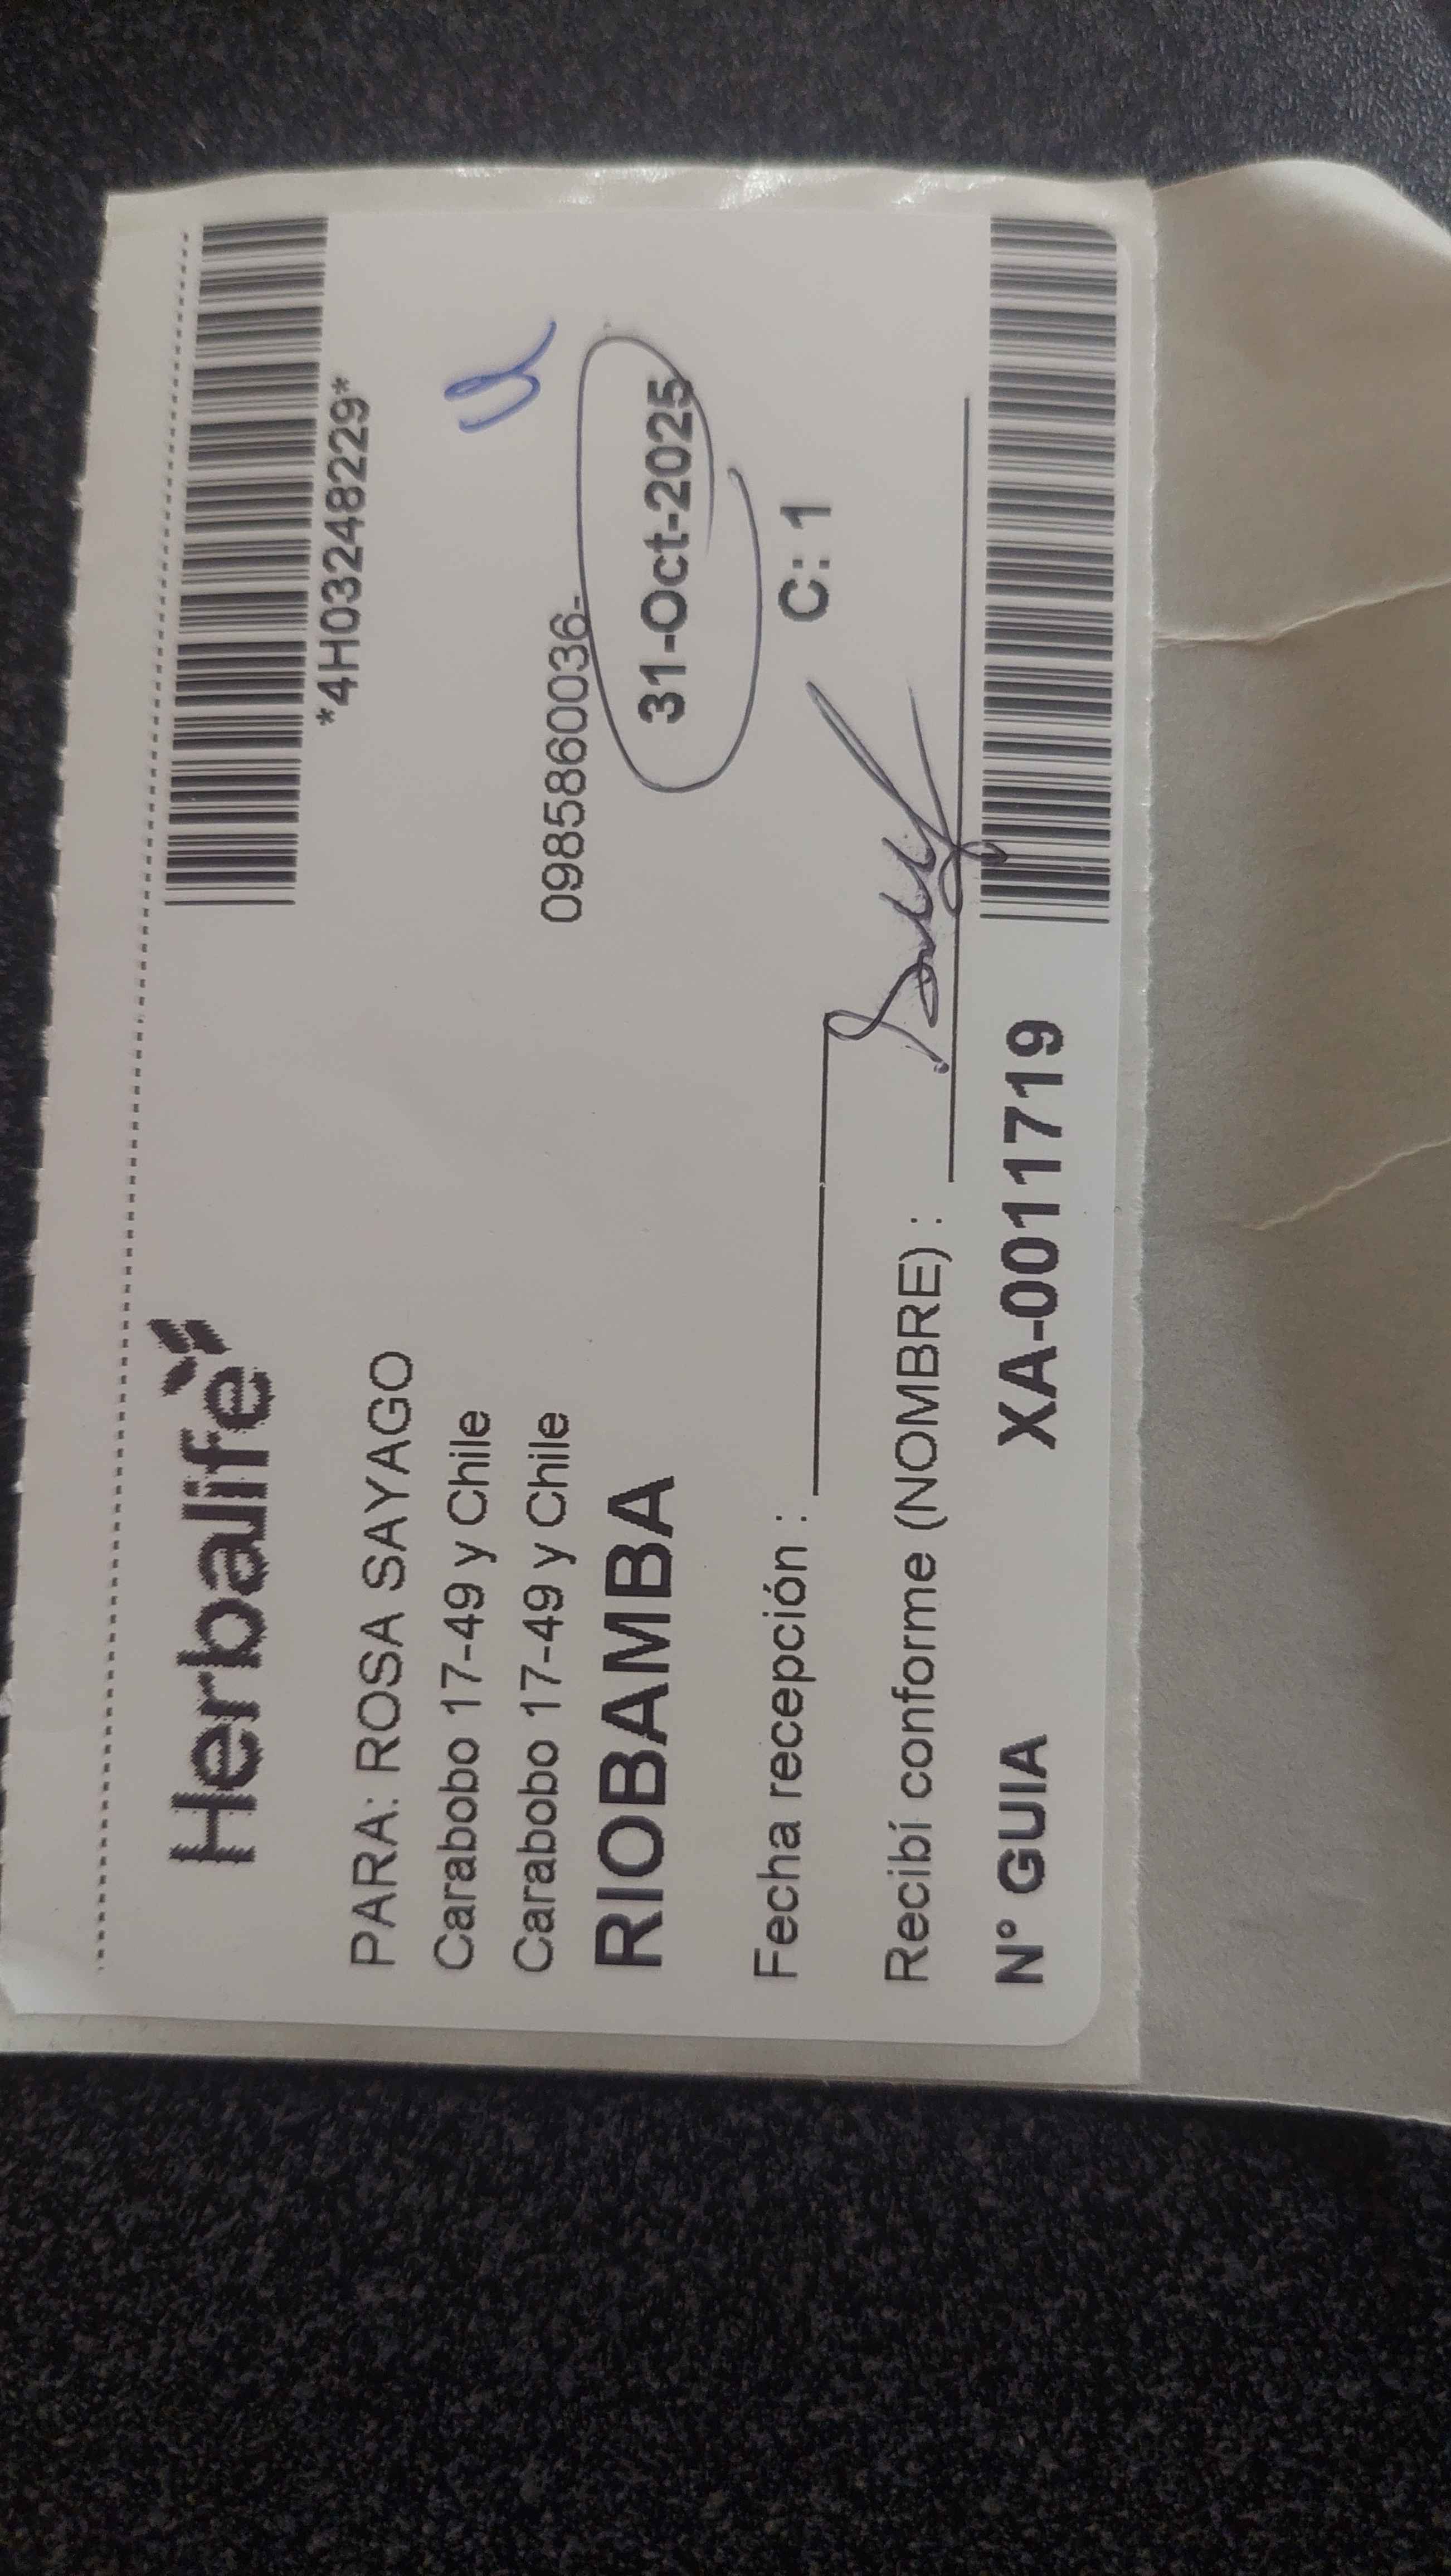 Herbalife
*4H03248229*
PARA: ROSA SAYAGO
Carabobo 17-49 y Chile
Carabobo 17-49 y Chile
0985860036-
RIOBAMBA
31-Oct-2025
Fecha recepción :
C: 1
Recibí conforme (NOMBRE) :
N° GUIA XA-0011719